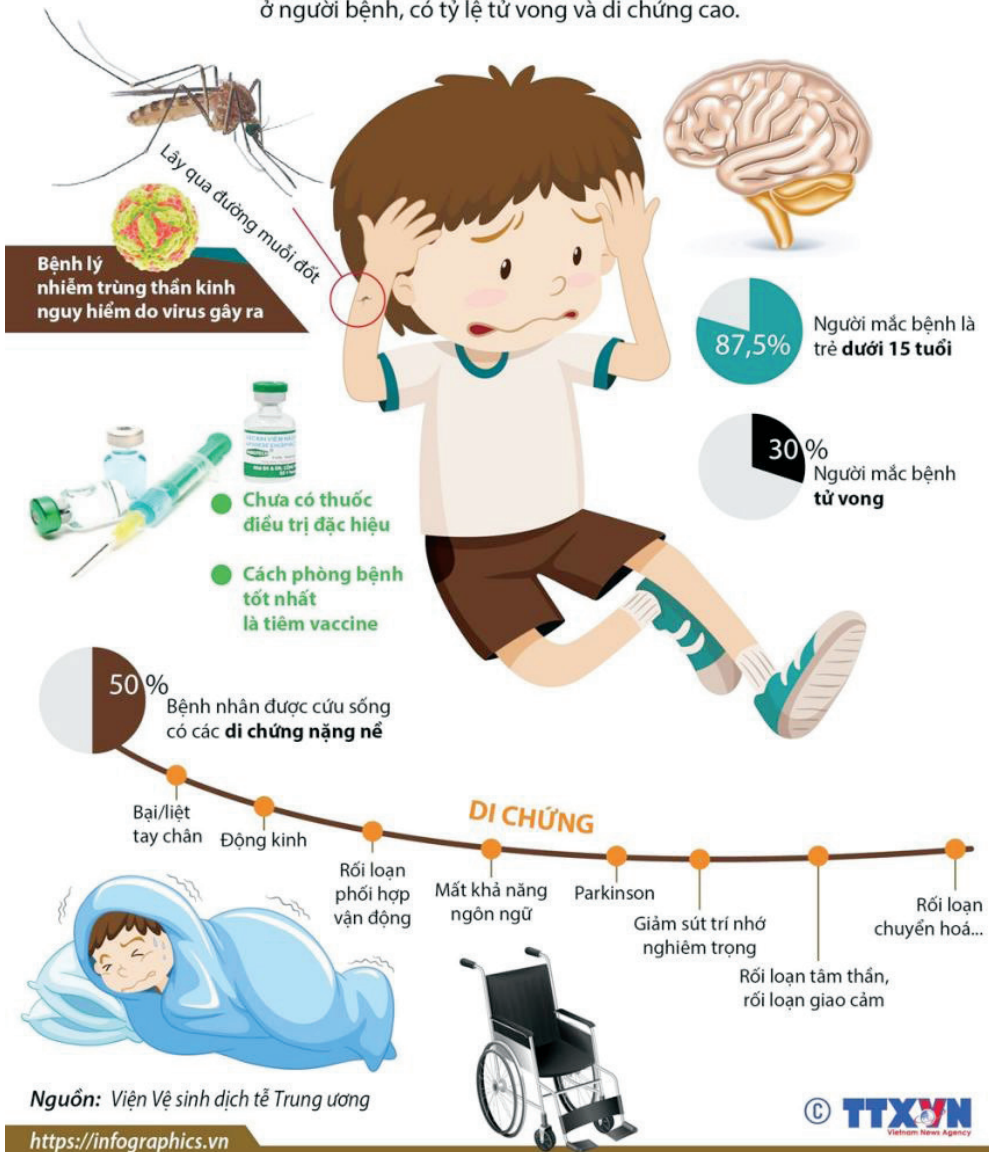 ở người bệnh, có tỷ lệ tử vong và di chứng cao.
Lây qua đường muỗi đốt
Bệnh lý
nhiễm trùng thần kinh
nguy hiểm do virus gây ra
87,5%
Người mắc bệnh là
trẻ dưới 15 tuổi
30%
Người mắc bệnh
tử vong
Chưa có thuốc
điều trị đặc hiệu
Cách phòng bệnh
tốt nhất
là tiêm vaccine
50%
Bệnh nhân được cứu sống
có các di chứng nặng nề
DI CHỨNG
Bại/liệt
tay chân
Động kinh
Rối loạn
phối hợp
vận động
Mất khả năng
ngôn ngữ
Parkinson
Giảm sút trí nhớ
nghiêm trọng
Rối loạn tâm thần,
rối loạn giao cảm
Rối loạn
chuyển hoá...
Nguồn: Viện Vệ sinh dịch tễ Trung ương
© TTXVN
Vietnam News Agency
https://infographics.vn